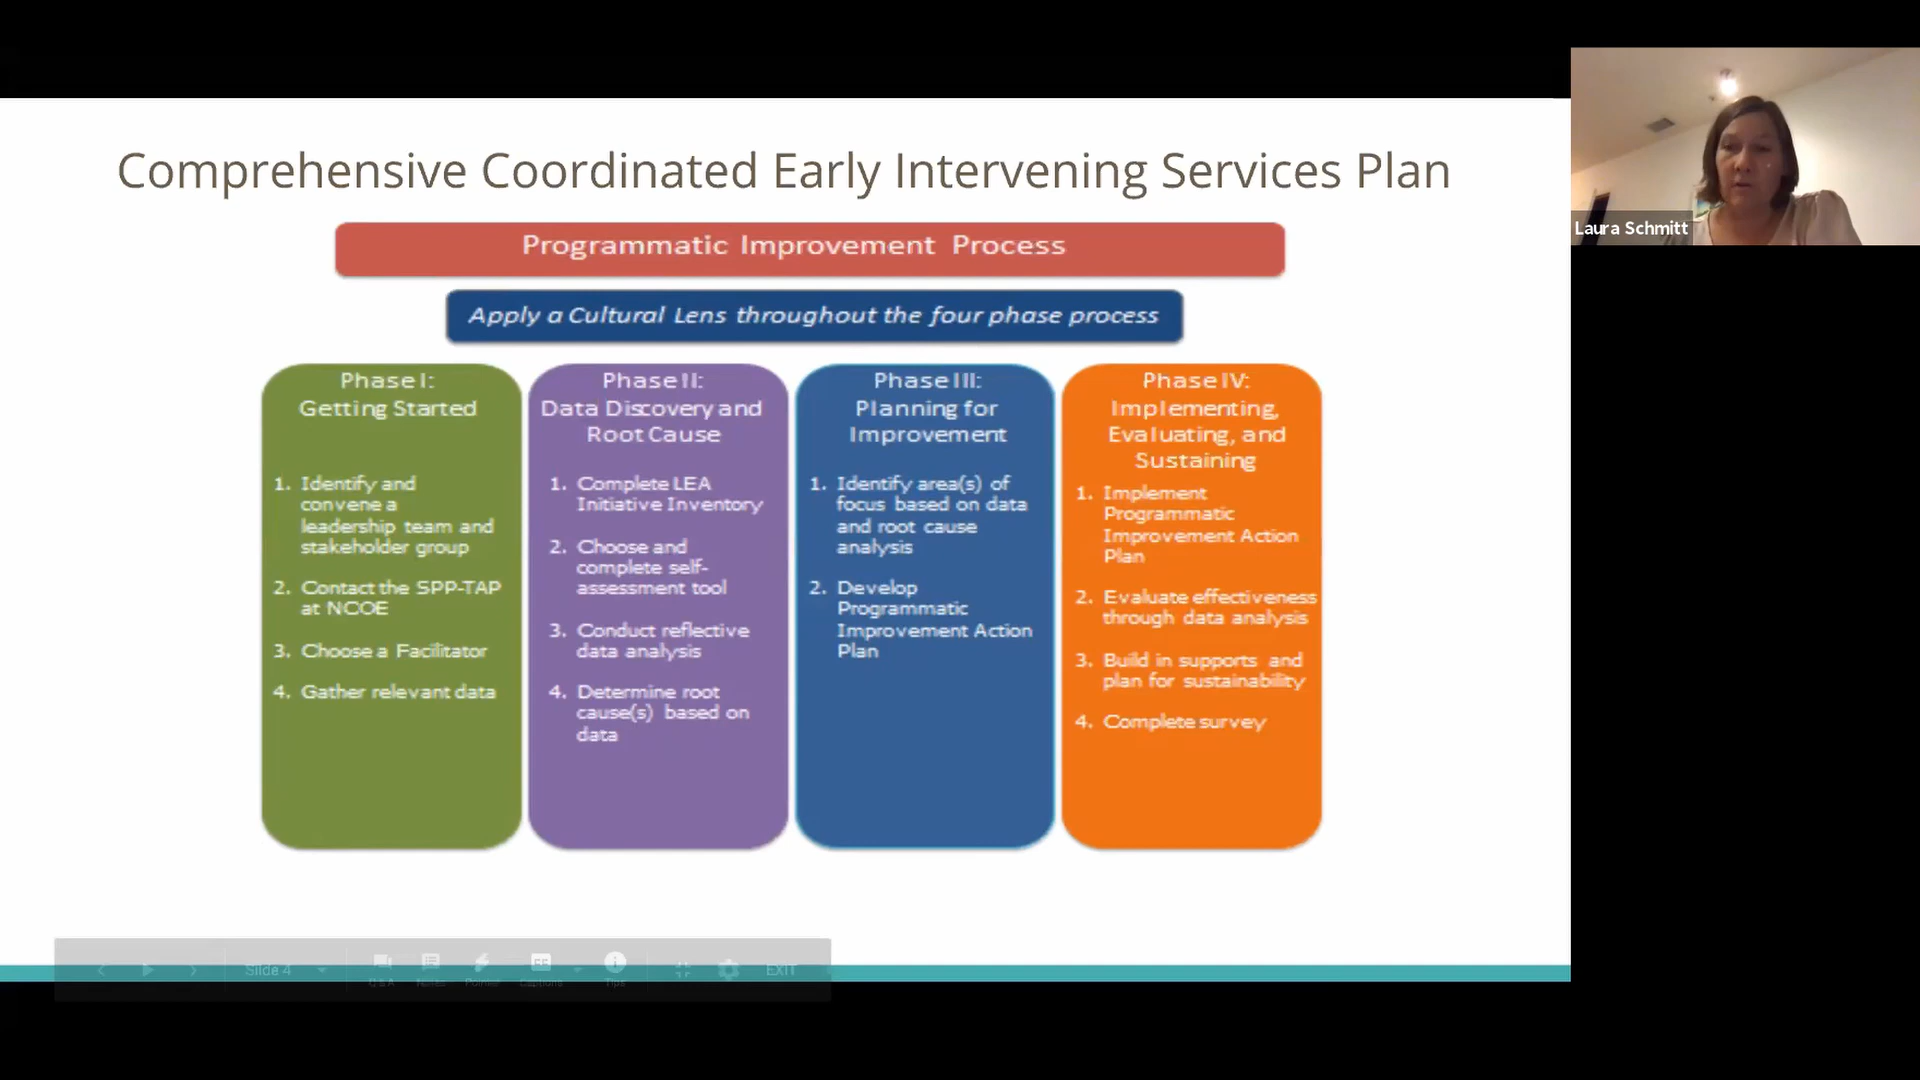 Comprehensive Coordinated Early Intervening Services Plan
Programmatic Improvement Process
Apply a Cultural Lens throughout the four phase process
Phase I:
Getting Started
1. Identify and
convene a
leadership team and
stakeholder group
2. Contact the SPP-TAP
at NCOE
3. Choose a Facilitator
4. Gather relevant data
Phase II:
Data Discovery and
Root Cause
1. Complete LEA
Initiative Inventory
2. Choose and
complete self-
assessment tool
3. Conduct reflective
data analysis
4. Determine root
cause(s) based on
data
Phase III:
Planning for
Improvement
1. Identify area(s) of
focus based on data
and root cause
analysis
2. Develop
Programmatic
Improvement Action
Plan
Phase IV:
Implementing,
Evaluating, and
Sustaining
1. Implement
Programmatic
Improvement Action
Plan
2. Evaluate effectiveness
through data analysis
3. Build in supports and
plan for sustainability
4. Complete survey
Laura Schmitt
Slide 4
Q&A Notes Pointer Captions Tips
EXIT